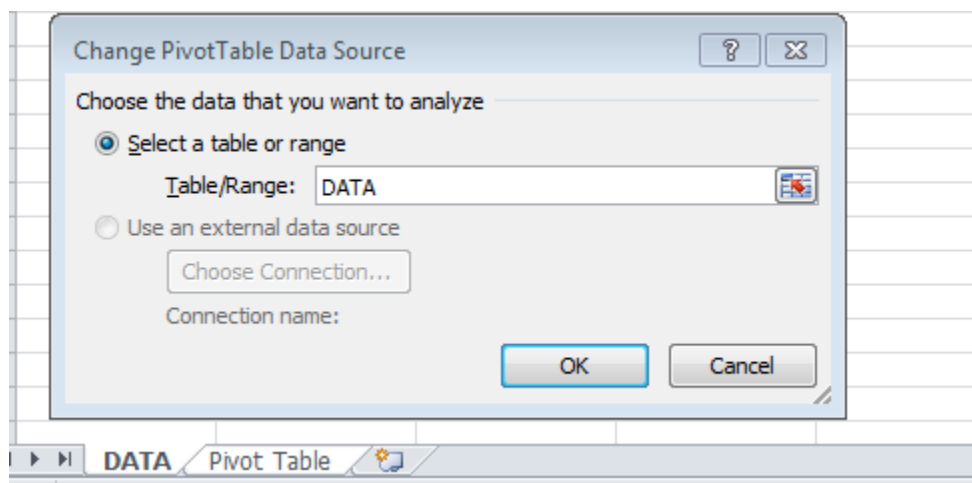 Change PivotTable Data Source
Choose the data that you want to analyze
Select a table or range
Table/Range: DATA
Use an external data source
Choose Connection...
Connection name:
OK Cancel
DATA Pivot Table